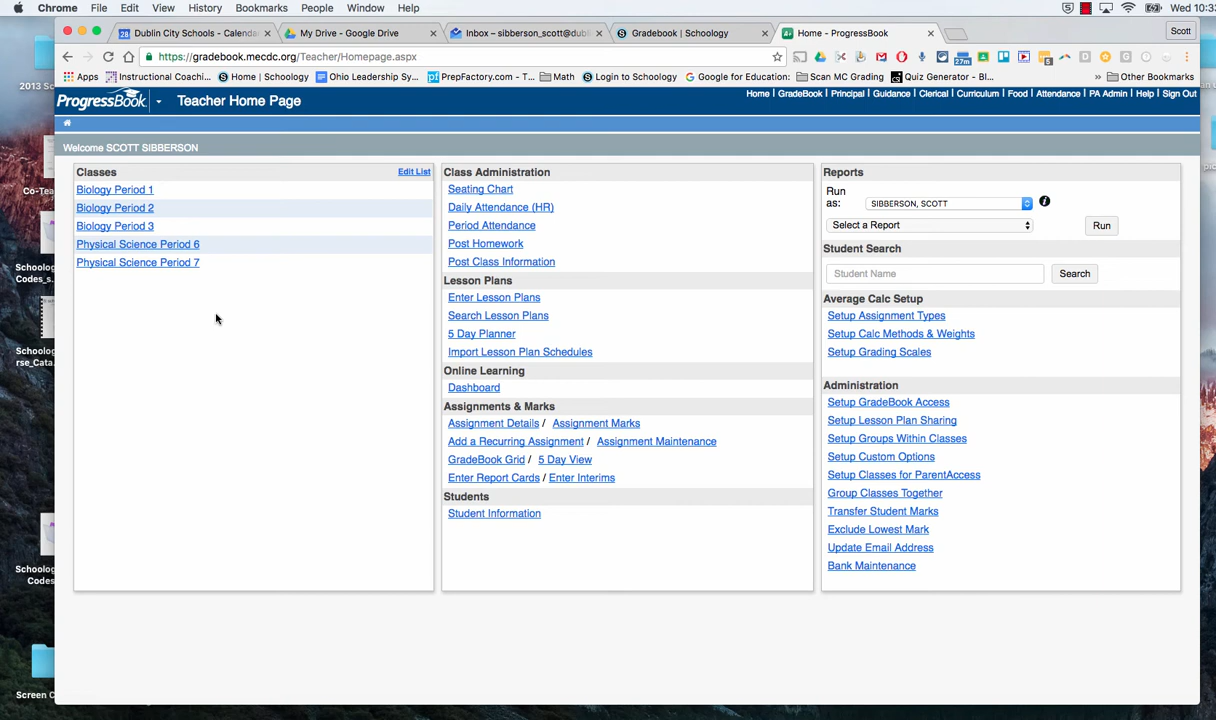 Chrome File Edit View History Bookmarks People Window Help Wed 10:3
Dublin City Schools - Calenda My Drive - Google Drive Inbox – sibberson_scott@dubl Gradebook | Schoology Home - ProgressBook Scott
https://gradebook.mecdc.org/Teacher/Homepage.aspx
Apps Instructional Coachi... Home | Schoology Ohio Leadership Sy... PrepFactory.com - T... Math Login to Schoology Google for Education: Scan MC Grading Quiz Generator - Bl... » Other Bookmarks
2013 Sc
ProgressBook Teacher Home Page Home | GradeBook | Principal | Guidance | Clerical | Curriculum | Food | Attendance | PA Admin | Help | Sign Out
Welcome SCOTT SIBBERSON
Classes Edit List
Biology Period 1
Biology Period 2
Biology Period 3
Physical Science Period 6
Physical Science Period 7
Class Administration
Seating Chart
Daily Attendance (HR)
Period Attendance
Post Homework
Post Class Information
Lesson Plans
Enter Lesson Plans
Search Lesson Plans
5 Day Planner
Import Lesson Plan Schedules
Online Learning
Dashboard
Assignments & Marks
Assignment Details / Assignment Marks
Add a Recurring Assignment / Assignment Maintenance
GradeBook Grid / 5 Day View
Enter Report Cards / Enter Interims
Students
Student Information
Reports
Run as: SIBBERSON, SCOTT
Select a Report Run
Student Search
Student Name Search
Average Calc Setup
Setup Assignment Types
Setup Calc Methods & Weights
Setup Grading Scales
Administration
Setup GradeBook Access
Setup Lesson Plan Sharing
Setup Groups Within Classes
Setup Custom Options
Setup Classes for ParentAccess
Group Classes Together
Transfer Student Marks
Exclude Lowest Mark
Update Email Address
Bank Maintenance
Co-Te
Schoolog
Codes_s.
Schoolog
rse_Cata.
Schoolog
Codes.
Screen C